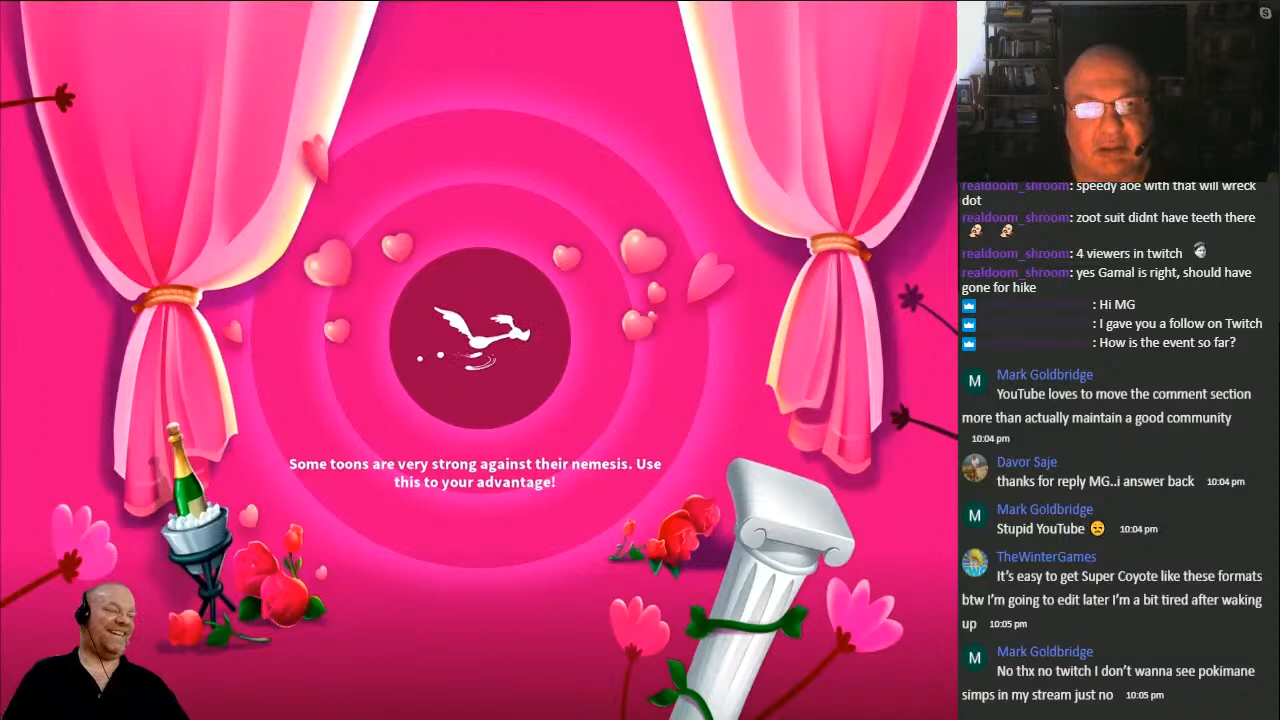 Some toons are very strong against their nemesis. Use
this to your advantage!
realdoom_shroom: speedy aoe with that will wreck
dot
realdoom_shroom: zoot suit didnt have teeth there
realdoom_shroom: 4 viewers in twitch
realdoom_shroom: yes Gamal is right, should have
gone for hike
: Hi MG
: I gave you a follow on Twitch
: How is the event so far?
M Mark Goldbridge
YouTube loves to move the comment section
more than actually maintain a good community
10:04 pm
Davor Saje
thanks for reply MG..i answer back 10:04 pm
M Mark Goldbridge
Stupid YouTube 😒 10:04 pm
TheWinterGames
It's easy to get Super Coyote like these formats
btw I'm going to edit later I'm a bit tired after waking
up 10:05 pm
M Mark Goldbridge
No thx no twitch I don't wanna see pokimane
simps in my stream just no 10:05 pm